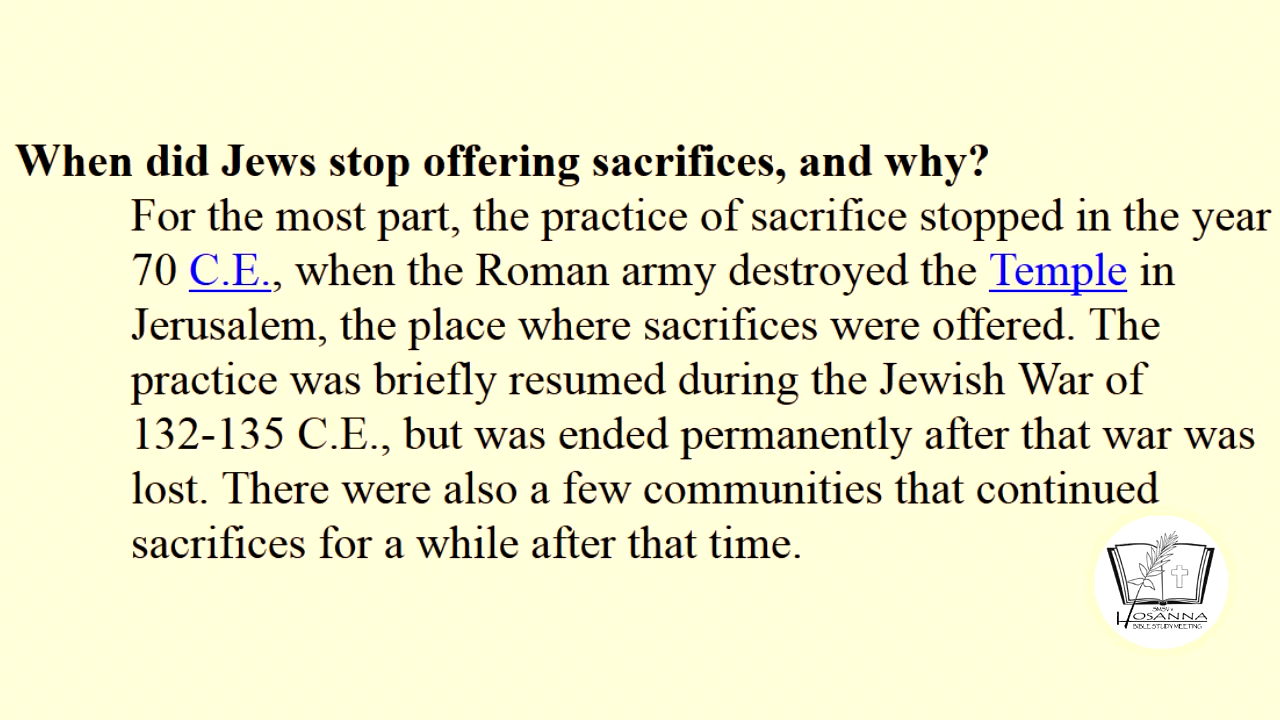 When did Jews stop offering sacrifices, and why?
For the most part, the practice of sacrifice stopped in the year
70 C.E., when the Roman army destroyed the Temple in
Jerusalem, the place where sacrifices were offered. The
practice was briefly resumed during the Jewish War of
132-135 C.E., but was ended permanently after that war was
lost. There were also a few communities that continued
sacrifices for a while after that time.
HOSANNA
BIBLE STUDY MEETING